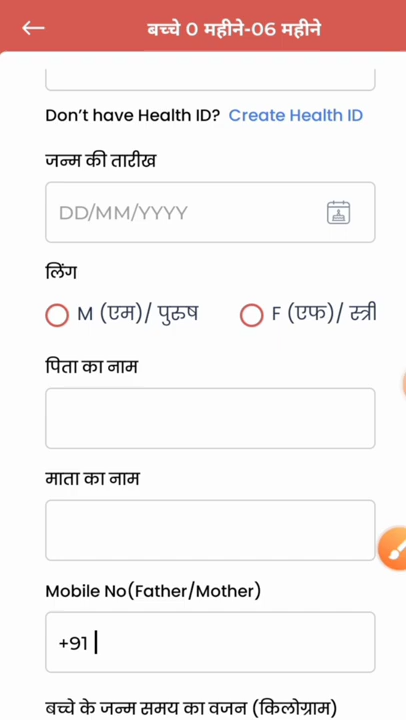 बच्चे 0 महीने-06 महीने
Don't have Health ID? Create Health ID
जन्म की तारीख
DD/MM/YYYY
लिंग
M (एम)/ पुरुष F (एफ)/ स्त्री
पिता का नाम
माता का नाम
Mobile No(Father/Mother)
+91
बच्चे के जन्म समय का वजन (किलोग्राम)